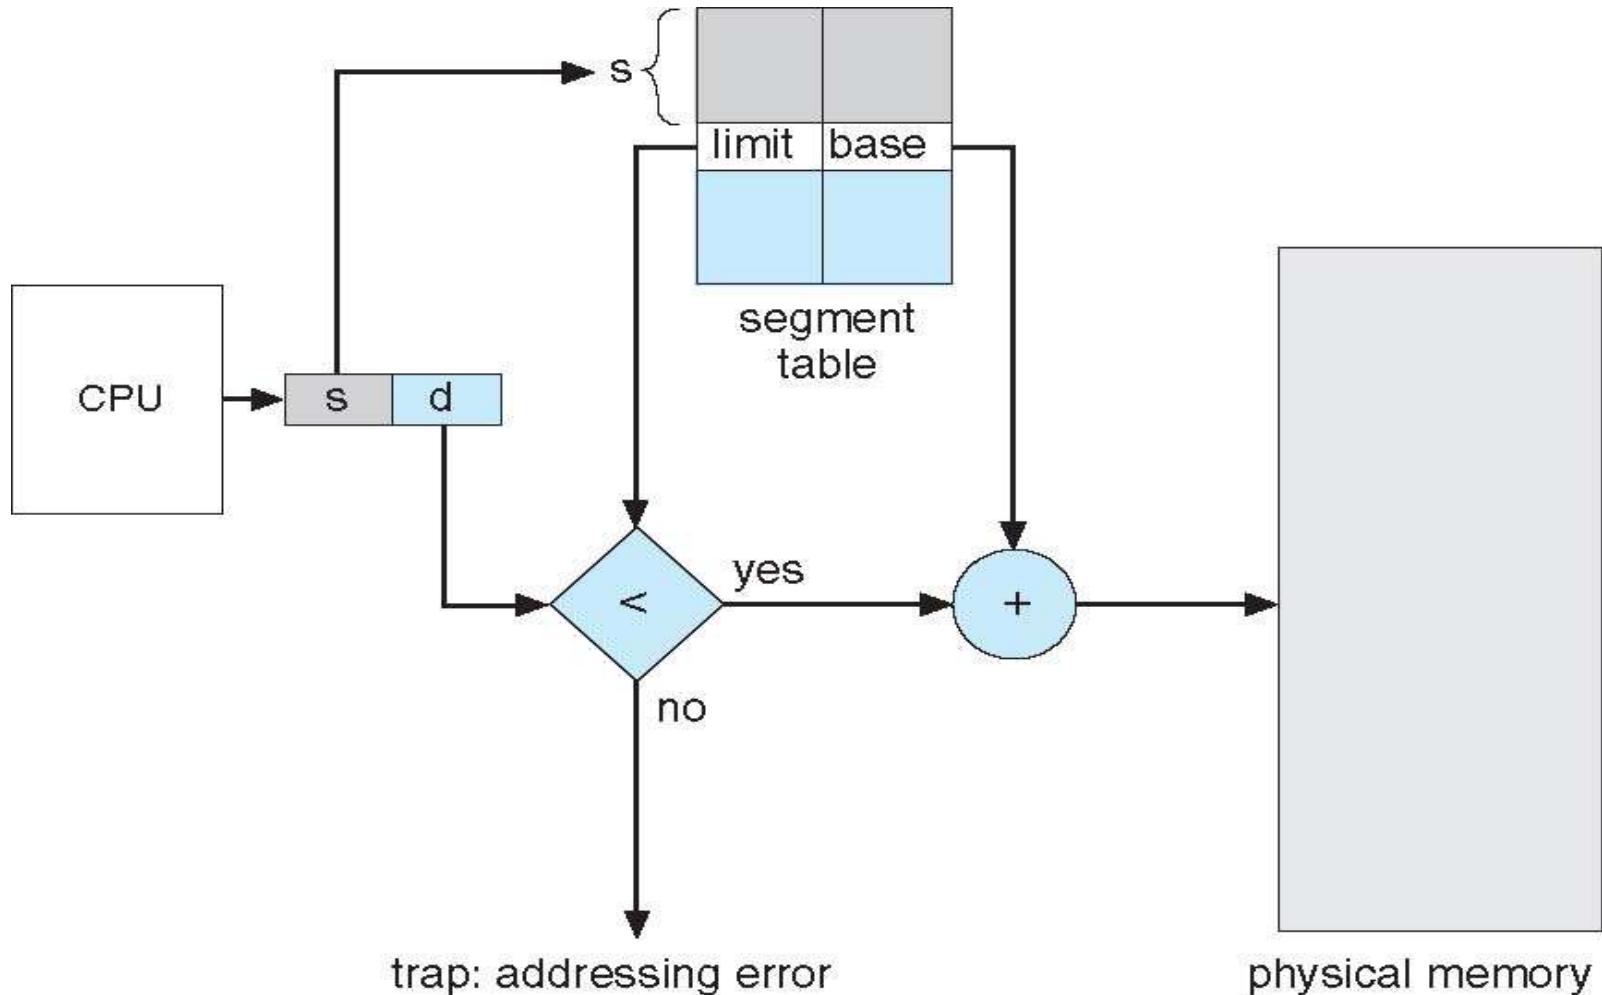 s
limit base
segment
table
CPU
s d
yes
<
+
no
trap: addressing error
physical memory